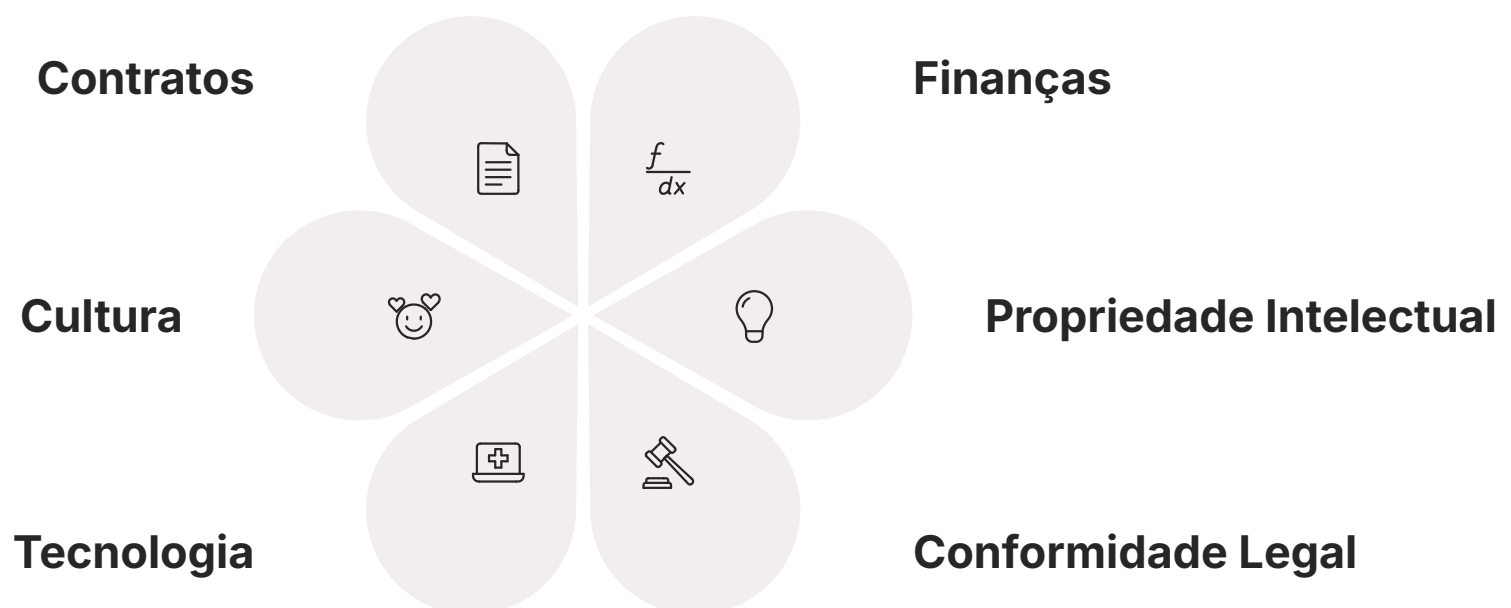 Contratos
Finanças
f
dx
Cultura
Propriedade Intelectual
Tecnologia
Conformidade Legal